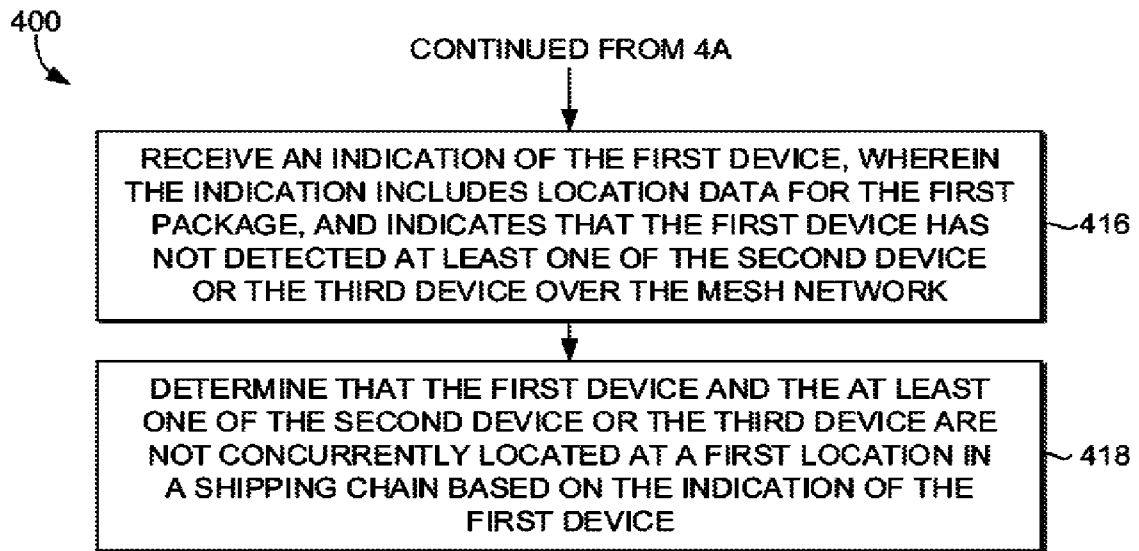 400
CONTINUED FROM 4A
RECEIVE AN INDICATION OF THE FIRST DEVICE, WHEREIN
THE INDICATION INCLUDES LOCATION DATA FOR THE FIRST
PACKAGE, AND INDICATES THAT THE FIRST DEVICE HAS
NOT DETECTED AT LEAST ONE OF THE SECOND DEVICE
OR THE THIRD DEVICE OVER THE MESH NETWORK
416
DETERMINE THAT THE FIRST DEVICE AND THE AT LEAST
ONE OF THE SECOND DEVICE OR THE THIRD DEVICE ARE
NOT CONCURRENTLY LOCATED AT A FIRST LOCATION IN
A SHIPPING CHAIN BASED ON THE INDICATION OF THE
FIRST DEVICE
418